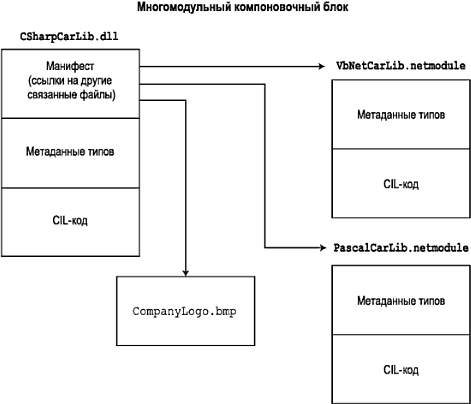 Многомодульный компоновочный блок
CSharpCarLib.dll
Манифест
(ссылки на другие
связанные файлы)
Метаданные типов
CIL-код
VbNetCarLib.netmodule
Метаданные типов
CIL-код
PascalCarLib.netmodule
Метаданные типов
CIL-код
CompanyLogo.bmp